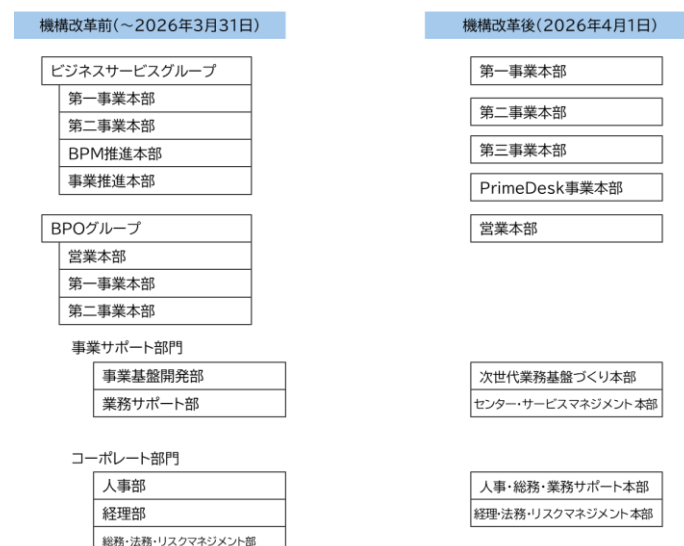 機構改革前(~2026年3月31日)
ビジネスサービスグループ
第一事業本部
第二事業本部
BPM推進本部
事業推進本部
BPOグループ
営業本部
第一事業本部
第二事業本部
事業サポート部門
事業基盤開発部
業務サポート部
コーポレート部門
人事部
経理部
総務・法務・リスクマネジメント部
機構改革後(2026年4月1日)
第一事業本部
第二事業本部
第三事業本部
PrimeDesk事業本部
営業本部
次世代業務基盤づくり本部
センター・サービスマネジメント本部
人事・総務・業務サポート本部
経理・法務・リスクマネジメント本部